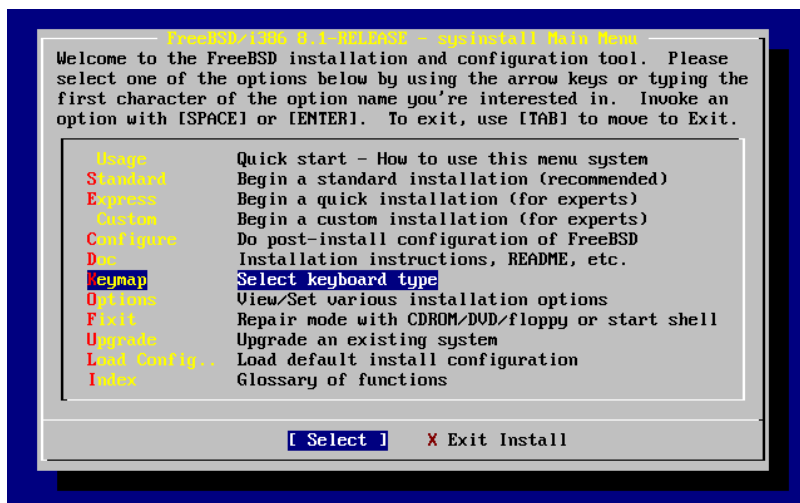 FreeBSD/i386 8.1-RELEASE - sysinstall Main Menu
Welcome to the FreeBSD installation and configuration tool.  Please
select one of the options below by using the arrow keys or typing the
first character of the option name you're interested in.  Invoke an
option with [SPACE] or [ENTER].  To exit, use [TAB] to move to Exit.
Usage Quick start - How to use this menu system
Standard Begin a standard installation (recommended)
Express Begin a quick installation (for experts)
Custom Begin a custom installation (for experts)
Configure Do post-install configuration of FreeBSD
Doc Installation instructions, README, etc.
Keymap Select keyboard type
Options View/Set various installation options
Fixit Repair mode with CDROM/DVD/floppy or start shell
Upgrade Upgrade an existing system
Load Config.. Load default install configuration
Index Glossary of functions
[ Select ] X Exit Install